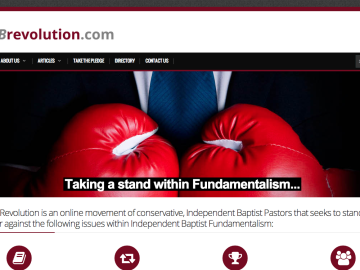 Brevolution.com
ABOUT US ARTICLES TAKE THE PLEDGE DIRECTORY CONTACT US
Taking a stand within Fundamentalism...
Revolution is an online movement of conservative, Independent Baptist Pastors that seeks to stand
r against the following issues within Independent Baptist Fundamentalism: